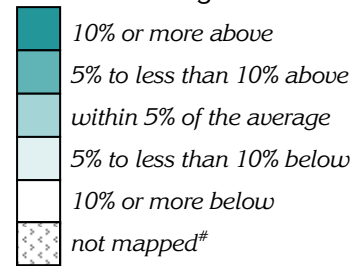 10% or more above
5% to less than 10% above
within 5% of the average
5% to less than 10% below
10% or more below
not mapped#